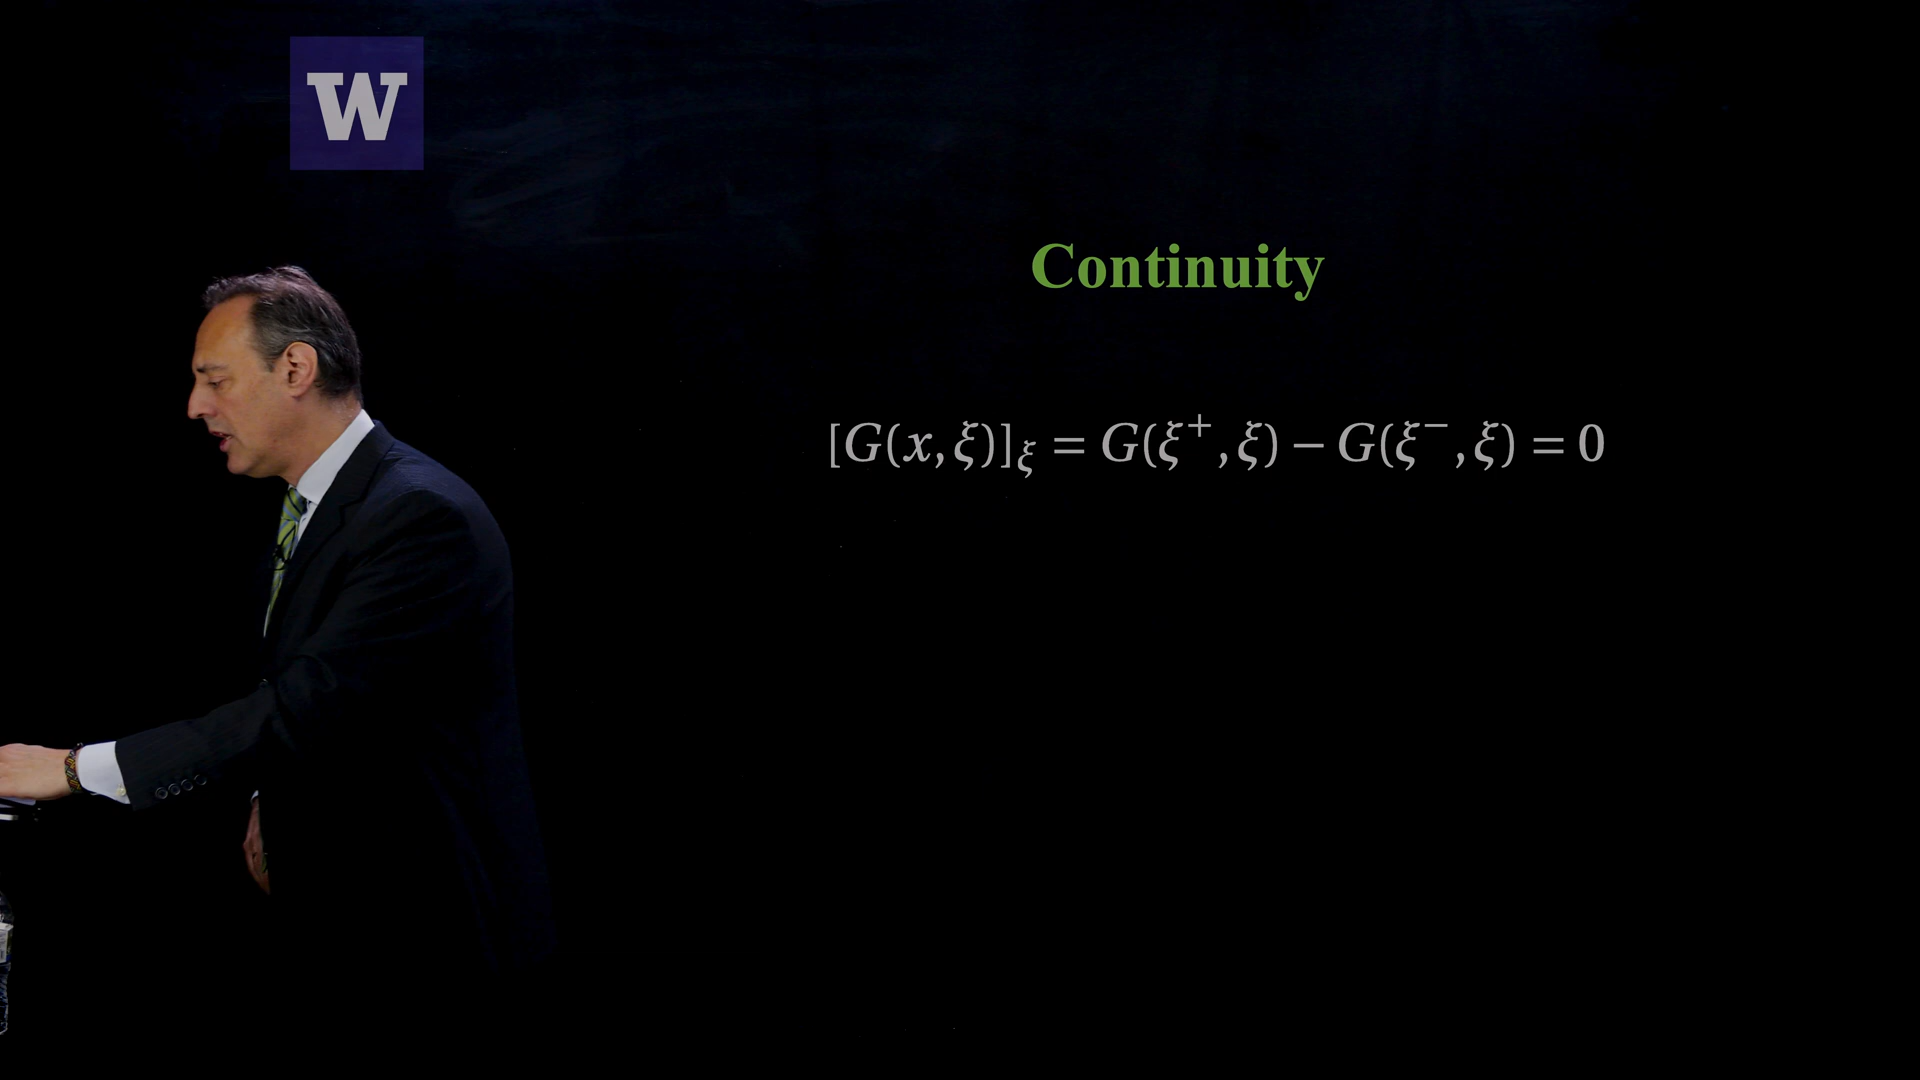 W
Continuity
[G(x, ξ)]_ξ = G(ξ⁺, ξ) − G(ξ⁻, ξ) = 0